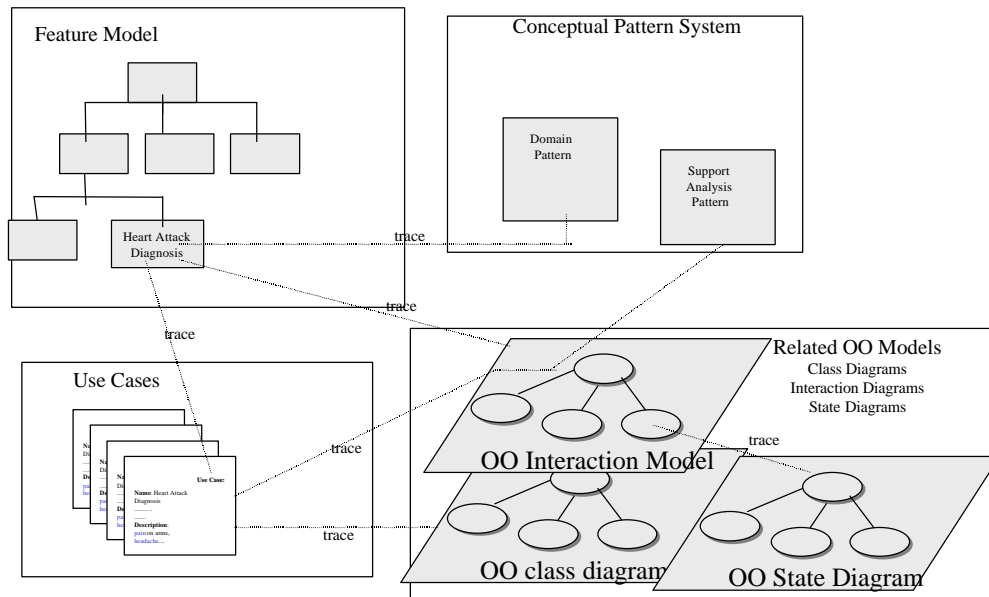 Feature Model
Heart Attack
Diagnosis
Conceptual Pattern System
Domain
Pattern
Support
Analysis
Pattern
trace
trace
trace
Use Cases
Use Case:
Name: Heart Attack
Diagnosis
............
......
Description:
pain on arms,
headache....
trace
trace
Related OO Models
Class Diagrams
Interaction Diagrams
State Diagrams
OO Interaction Model
trace
OO class diagram
OO State Diagram